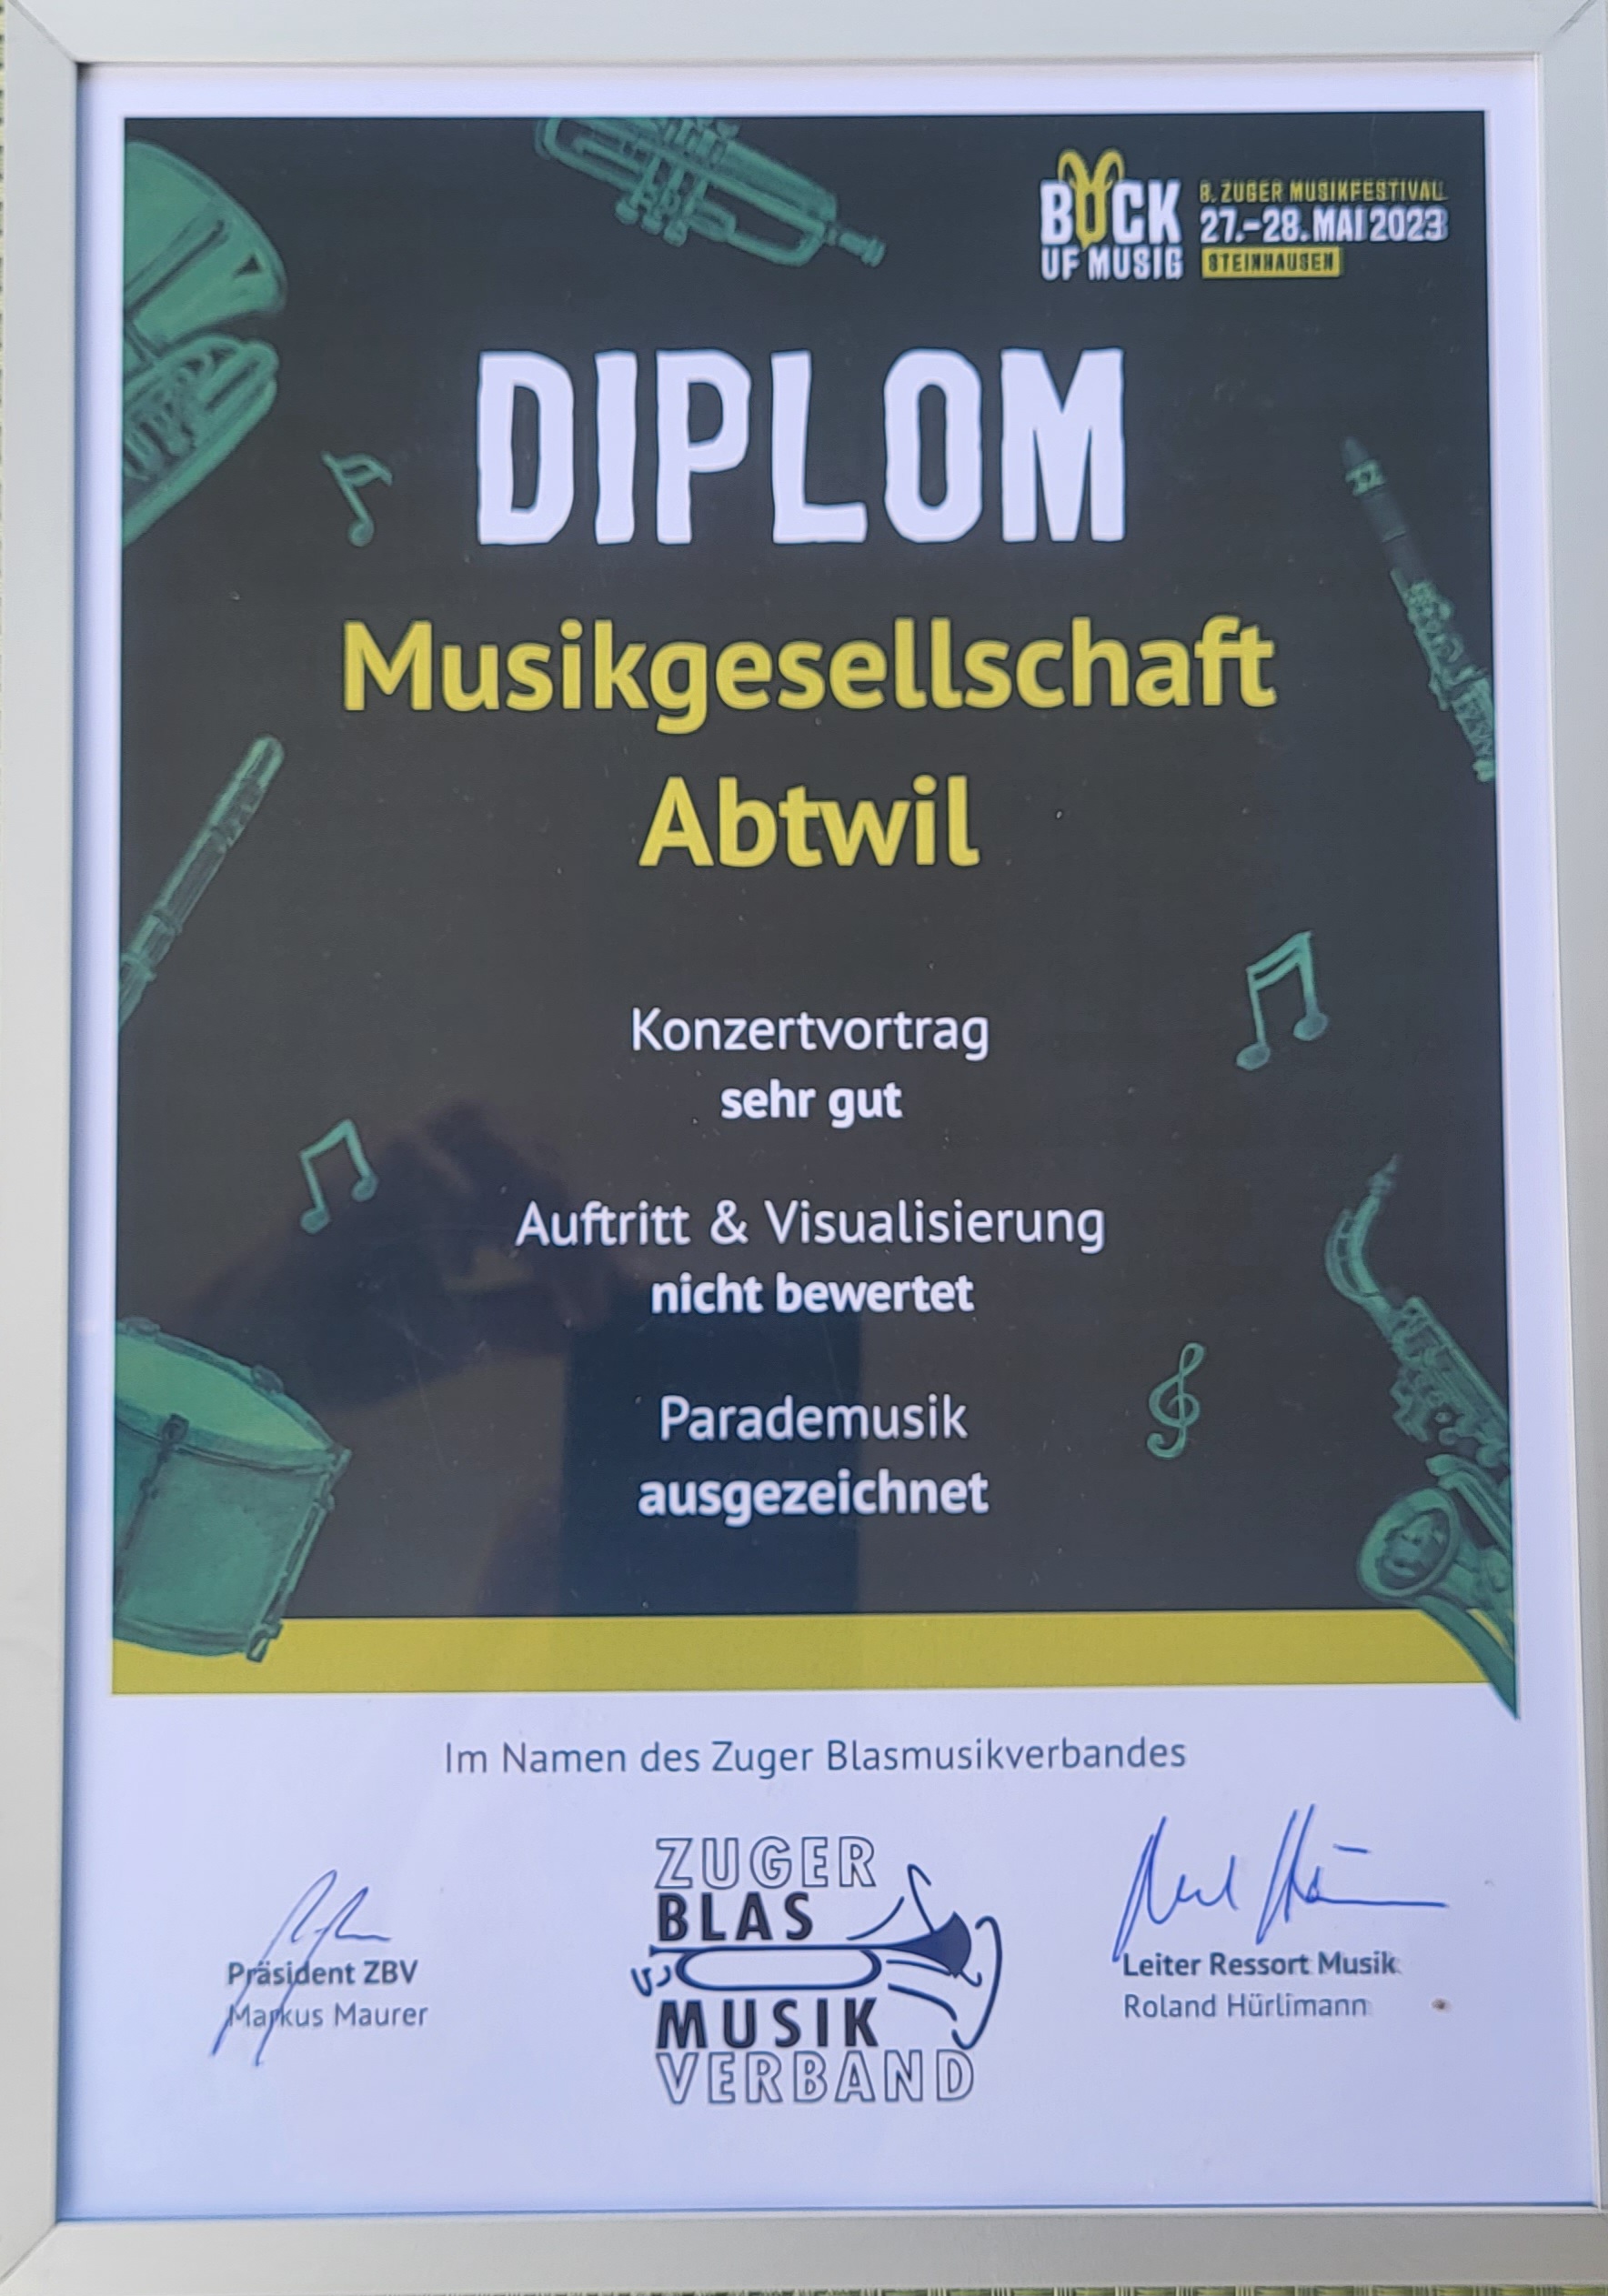 BOCK
UF MUSIG
8. ZUGER MUSIKFESTIVAL
27.-28. MAI 2023
STEINHAUSEN
DIPLOM
Musikgesellschaft
Abtwil
Konzertvortrag
sehr gut
Auftritt & Visualisierung
nicht bewertet
Parademusik
ausgezeichnet
Im Namen des Zuger Blasmusikverbandes
ZUGER
BLAS
MUSIK
VERBAND
Präsident ZBV
Markus Maurer
Leiter Ressort Musik
Roland Hürlimann